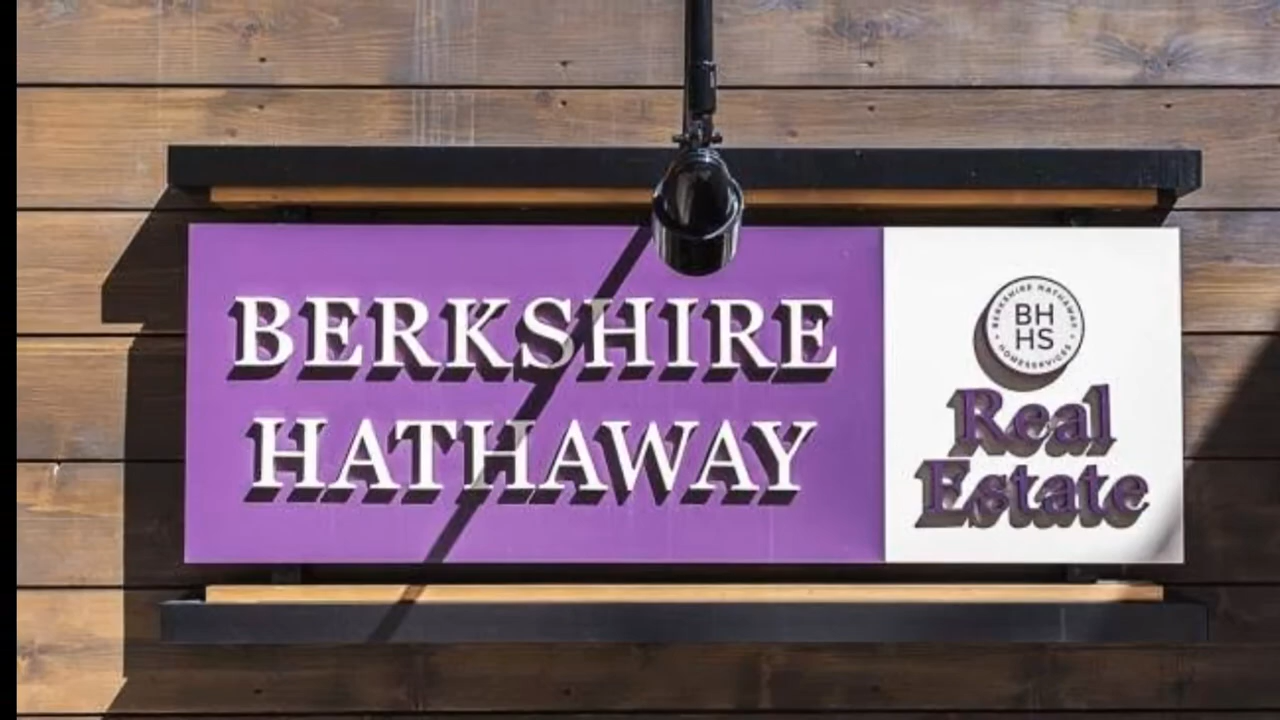 BERKSHIRE
HATHAWAY
BERKSHIRE HATHAWAY
BH
HS
HOMESERVICES
Real
Estate